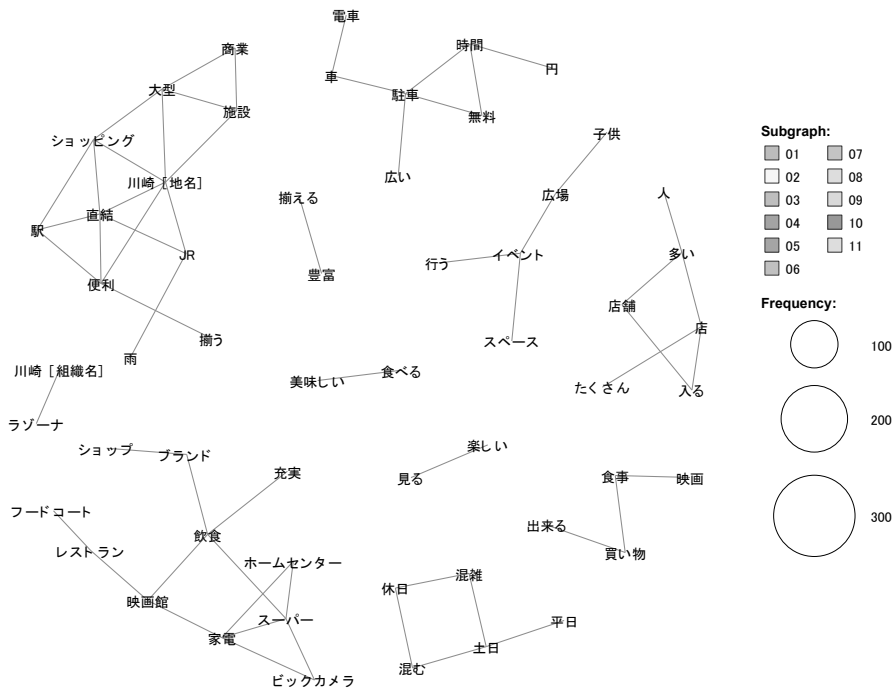 電車
商業
時間
円
大型
車
駐車
施設
無料
ショッピング
子供
広い
川崎［地名］
揃える
広場
人
駅
直結
JR
行う
イベント
多い
豊富
便利
店舗
店
揃う
スペース
雨
川崎［組織名］
美味しい
食べる
たくさん
入る
ラゾーナ
ショップ
ブランド
充実
楽しい
見る
食事
映画
フードコート
飲食
出来る
レストラン
ホームセンター
買い物
映画館
休日
混雑
スーパー
家電
平日
土日
混む
ビックカメラ
Subgraph:
01 07
02 08
03 09
04 10
05 11
06
Frequency:
100
200
300